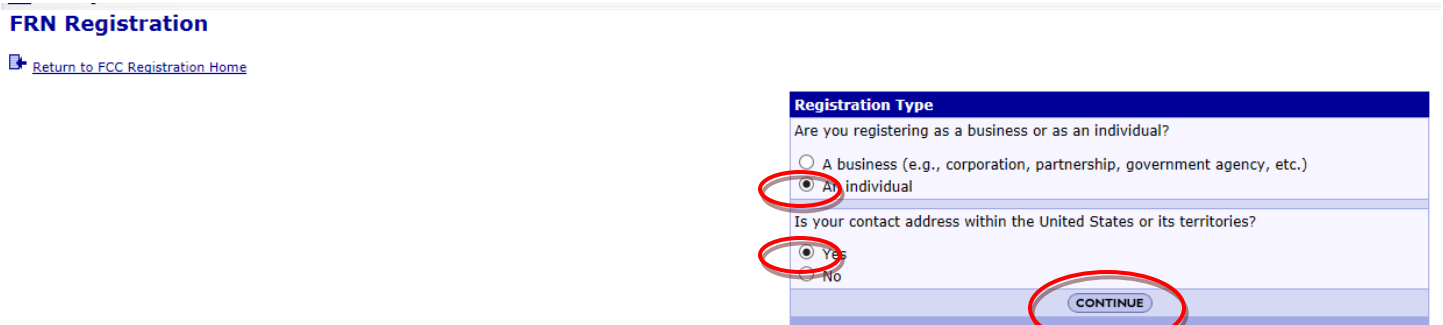 FRN Registration
Return to FCC Registration Home
Registration Type
Are you registering as a business or as an individual?
A business (e.g., corporation, partnership, government agency, etc.)
An individual
Is your contact address within the United States or its territories?
Yes
No
CONTINUE